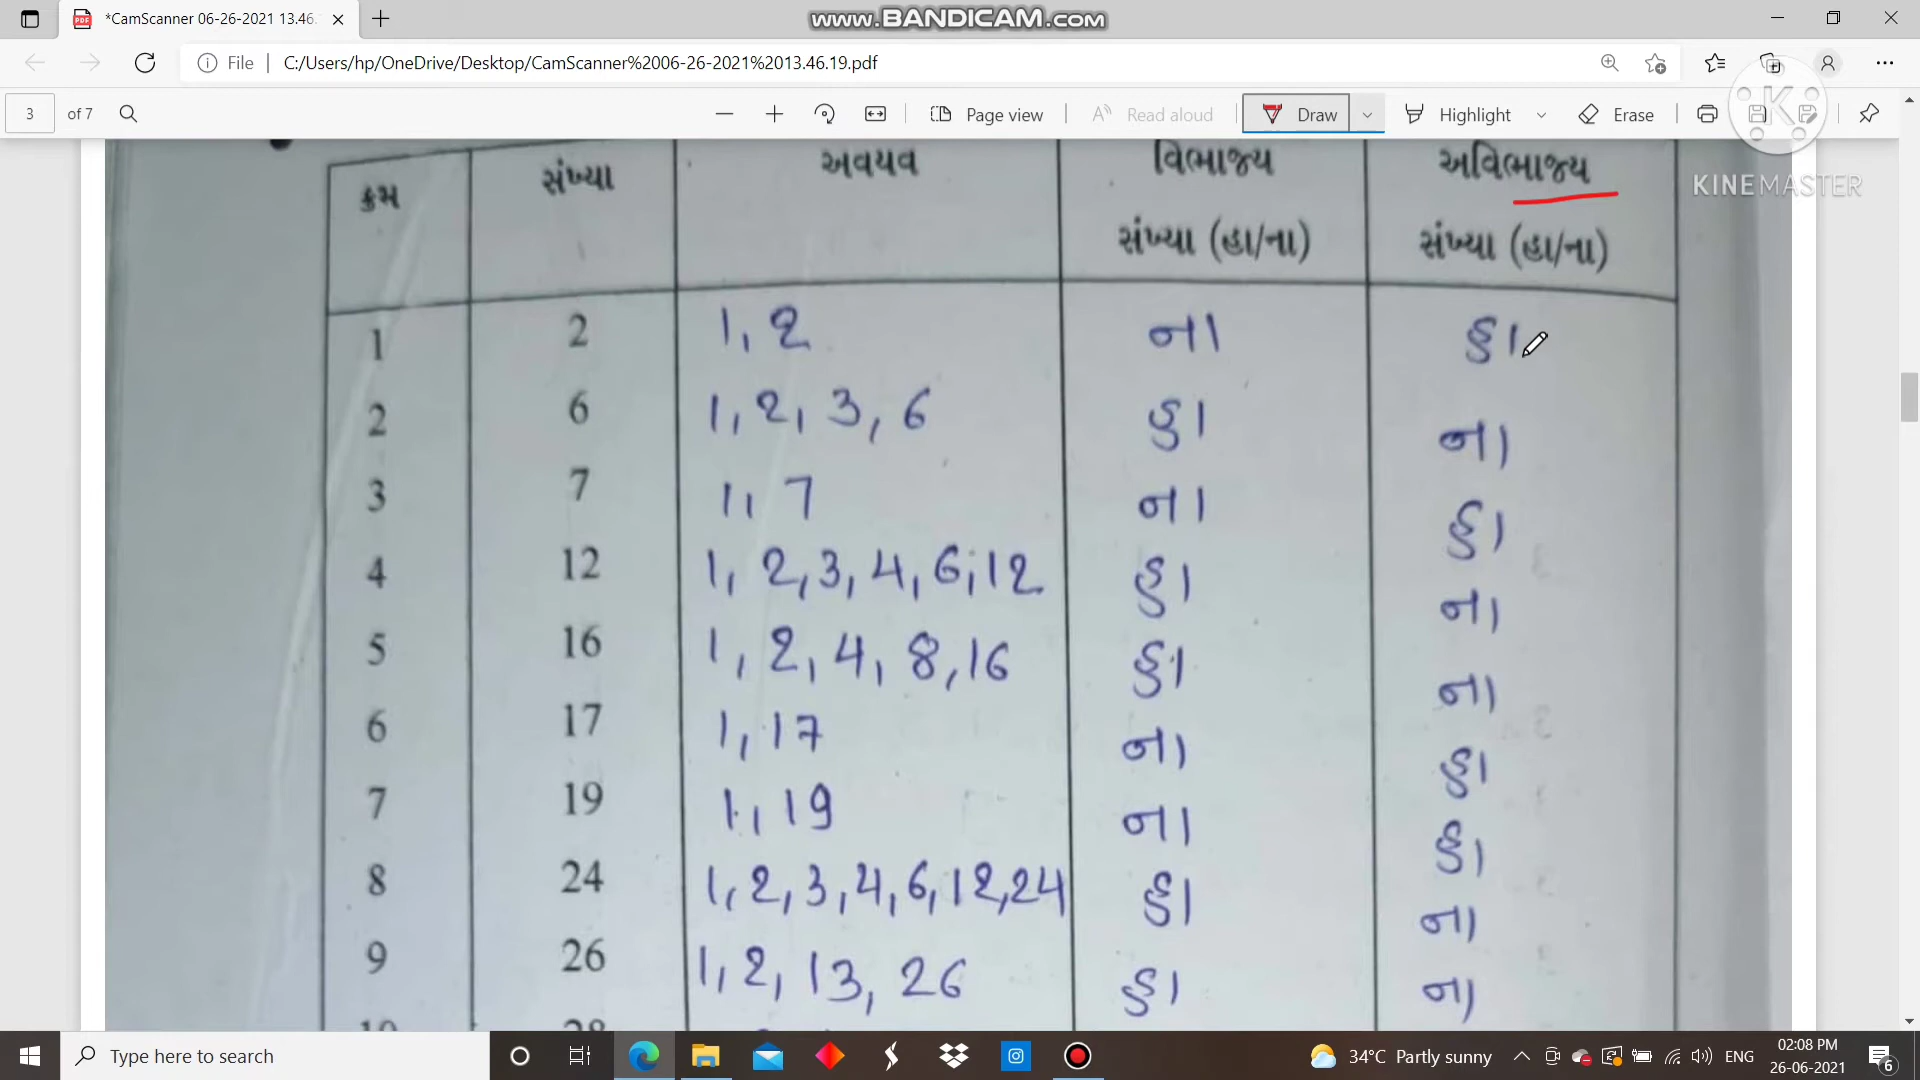 *CamScanner 06-26-2021 13.46.
www.BANDICAM.com
File C:/Users/hp/OneDrive/Desktop/CamScanner%2006-26-2021%2013.46.19.pdf
3 of 7 Page view Read aloud Draw Highlight Erase
K
KINEMASTER
ક્રમ સંખ્યા અવયવ વિભાજ્ય અવિભાજ્ય
સંખ્યા (હા/ના) સંખ્યા (હા/ના)
1 2 1, 2 ના હા
2 6 1, 2, 3, 6 હા ના
3 7 1, 7 ના હા
4 12 1, 2, 3, 4, 6, 12 હા ના
5 16 1, 2, 4, 8, 16 હા ના
6 17 1, 17 ના હા
7 19 1, 19 ના હા
8 24 1, 2, 3, 4, 6, 12, 24 હા ના
9 26 1, 2, 13, 26 હા ના
Type here to search 34°C Partly sunny ENG 02:08 PM
26-06-2021 6